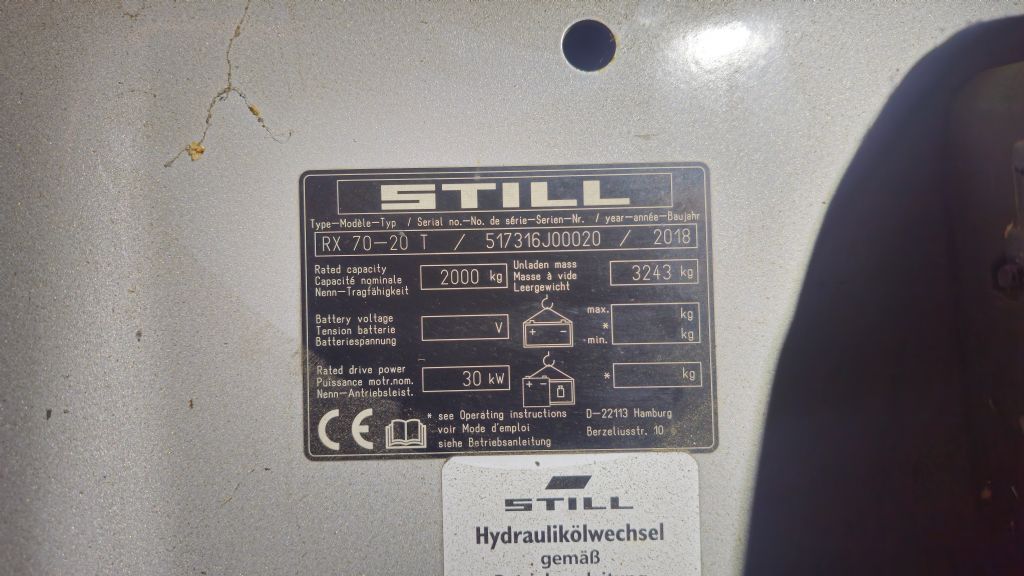 STILL
Type-Modèle-Typ / Serial no.-No. de série-Serien-Nr. / year-année-Baujahr
RX 70-20 T / 517316J00020 / 2018
Rated capacity
Capacité nominale
Nenn-Tragfähigkeit
2000 kg
Unladen mass
Masse à vide
Leergewicht
3243 kg
Battery voltage
Tension batterie
Batteriespannung
V
max.
*
min.
kg
kg
Rated drive power
Puissance motr.nom.
Nenn-Antriebsleist.
30 kW
* kg
CE
* see Operating instructions
voir Mode d'emploi
siehe Betriebsanleitung
D-22113 Hamburg
Berzeliusstr. 10
STILL
Hydraulikölwechsel
gemäß